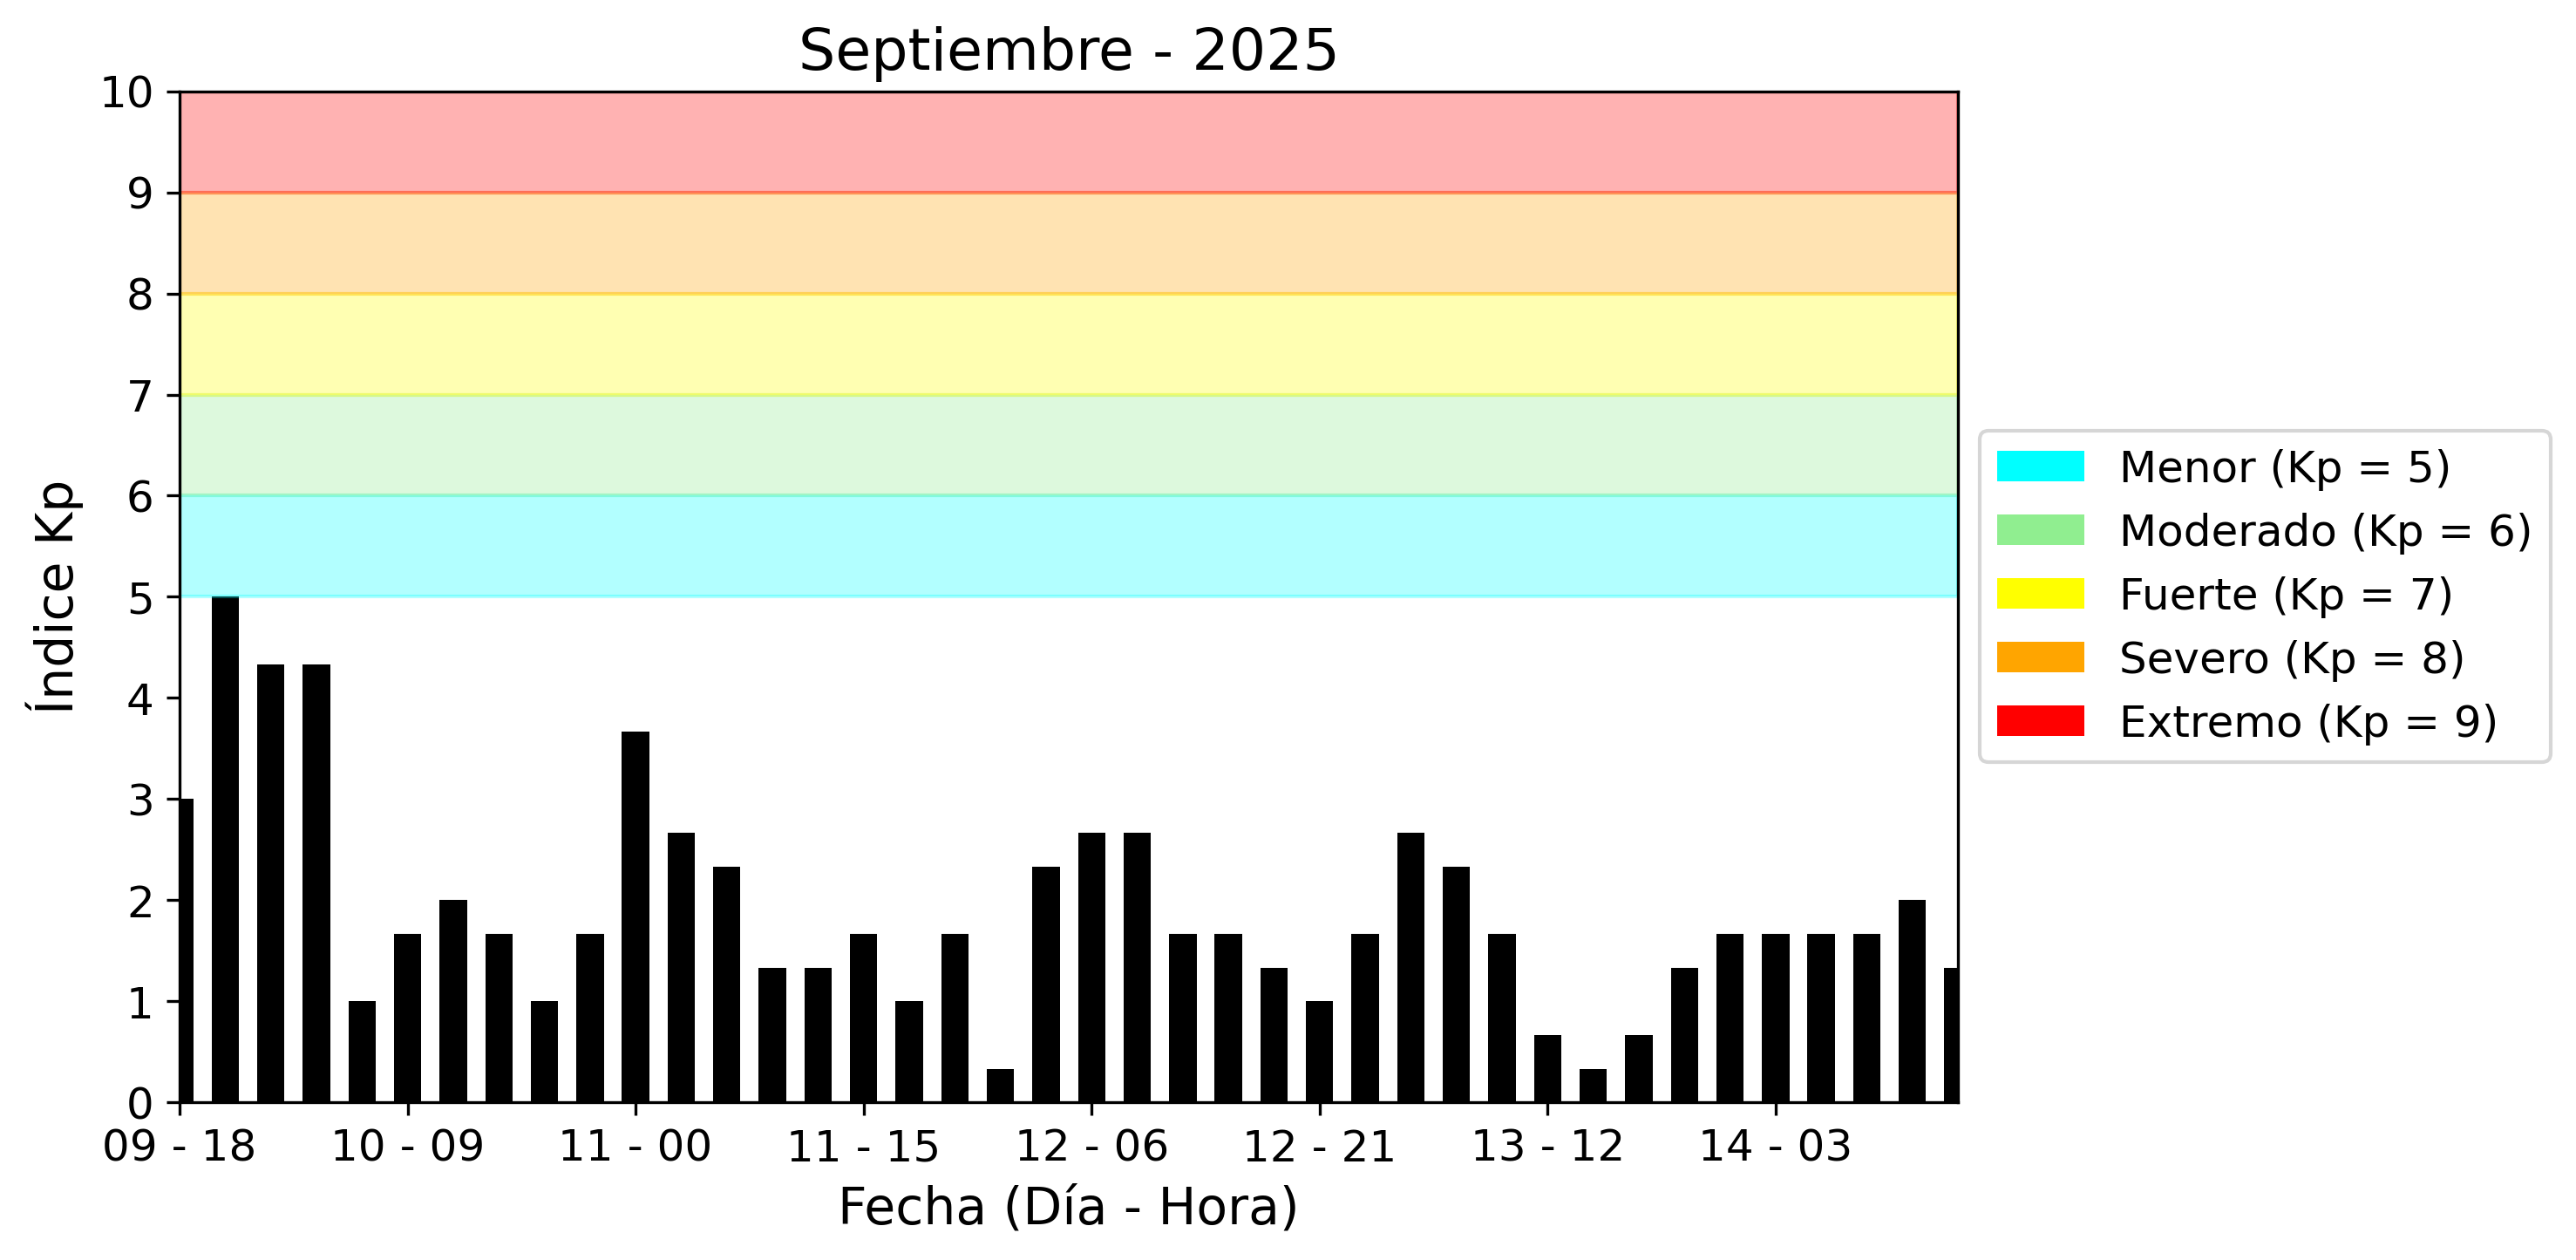 Septiembre - 2025
10
9
8
7
6
5
4
3
2
1
0
Índice Kp
09 - 18
10 - 09
11 - 00
11 - 15
12 - 06
12 - 21
13 - 12
14 - 03
Fecha (Día - Hora)
Menor (Kp = 5)
Moderado (Kp = 6)
Fuerte (Kp = 7)
Severo (Kp = 8)
Extremo (Kp = 9)